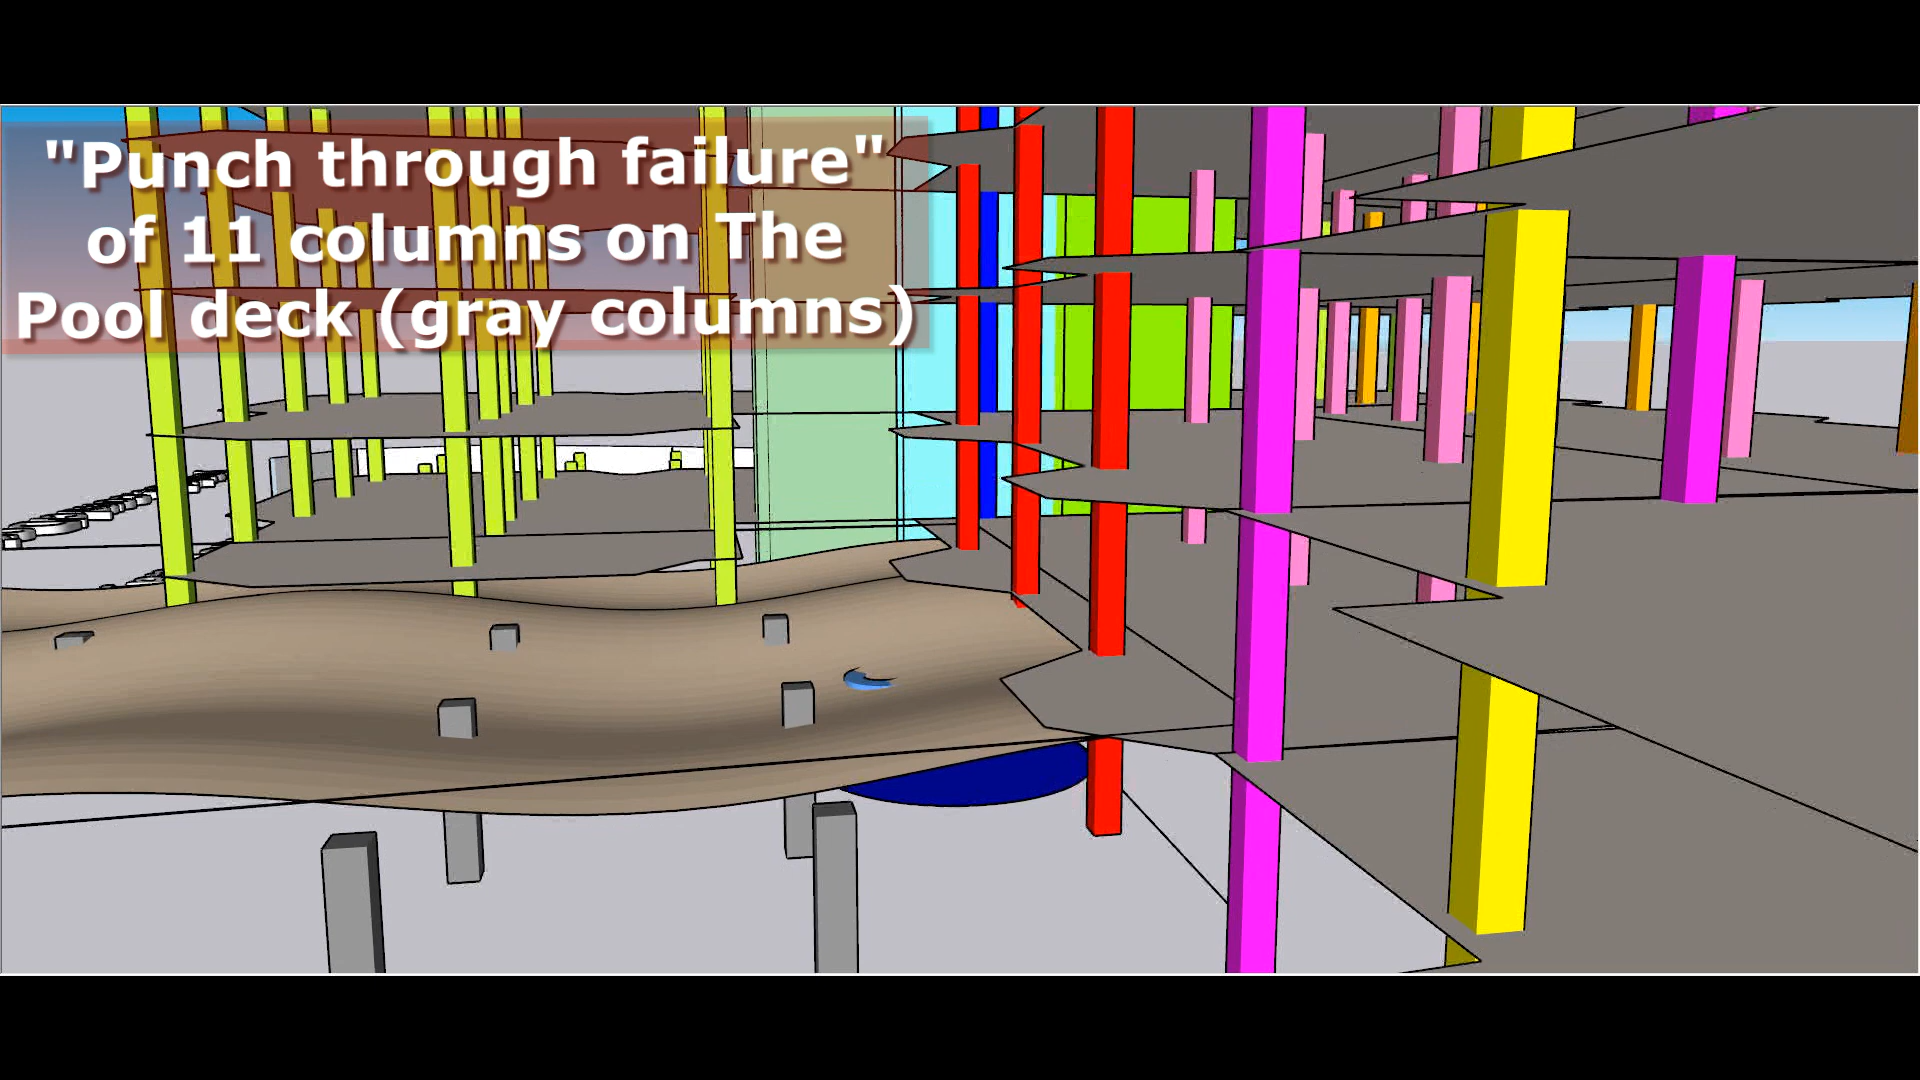 "Punch through failure"
of 11 columns on The
Pool deck (gray columns)